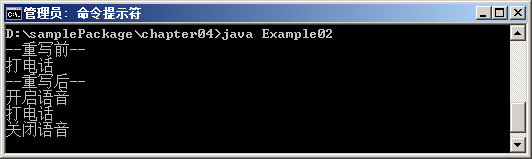 管理员: 命令提示符
D:\samplePackage\chapter04>java Example02
--重写前--
打电话
--重写后--
开启语音
打电话
关闭语音